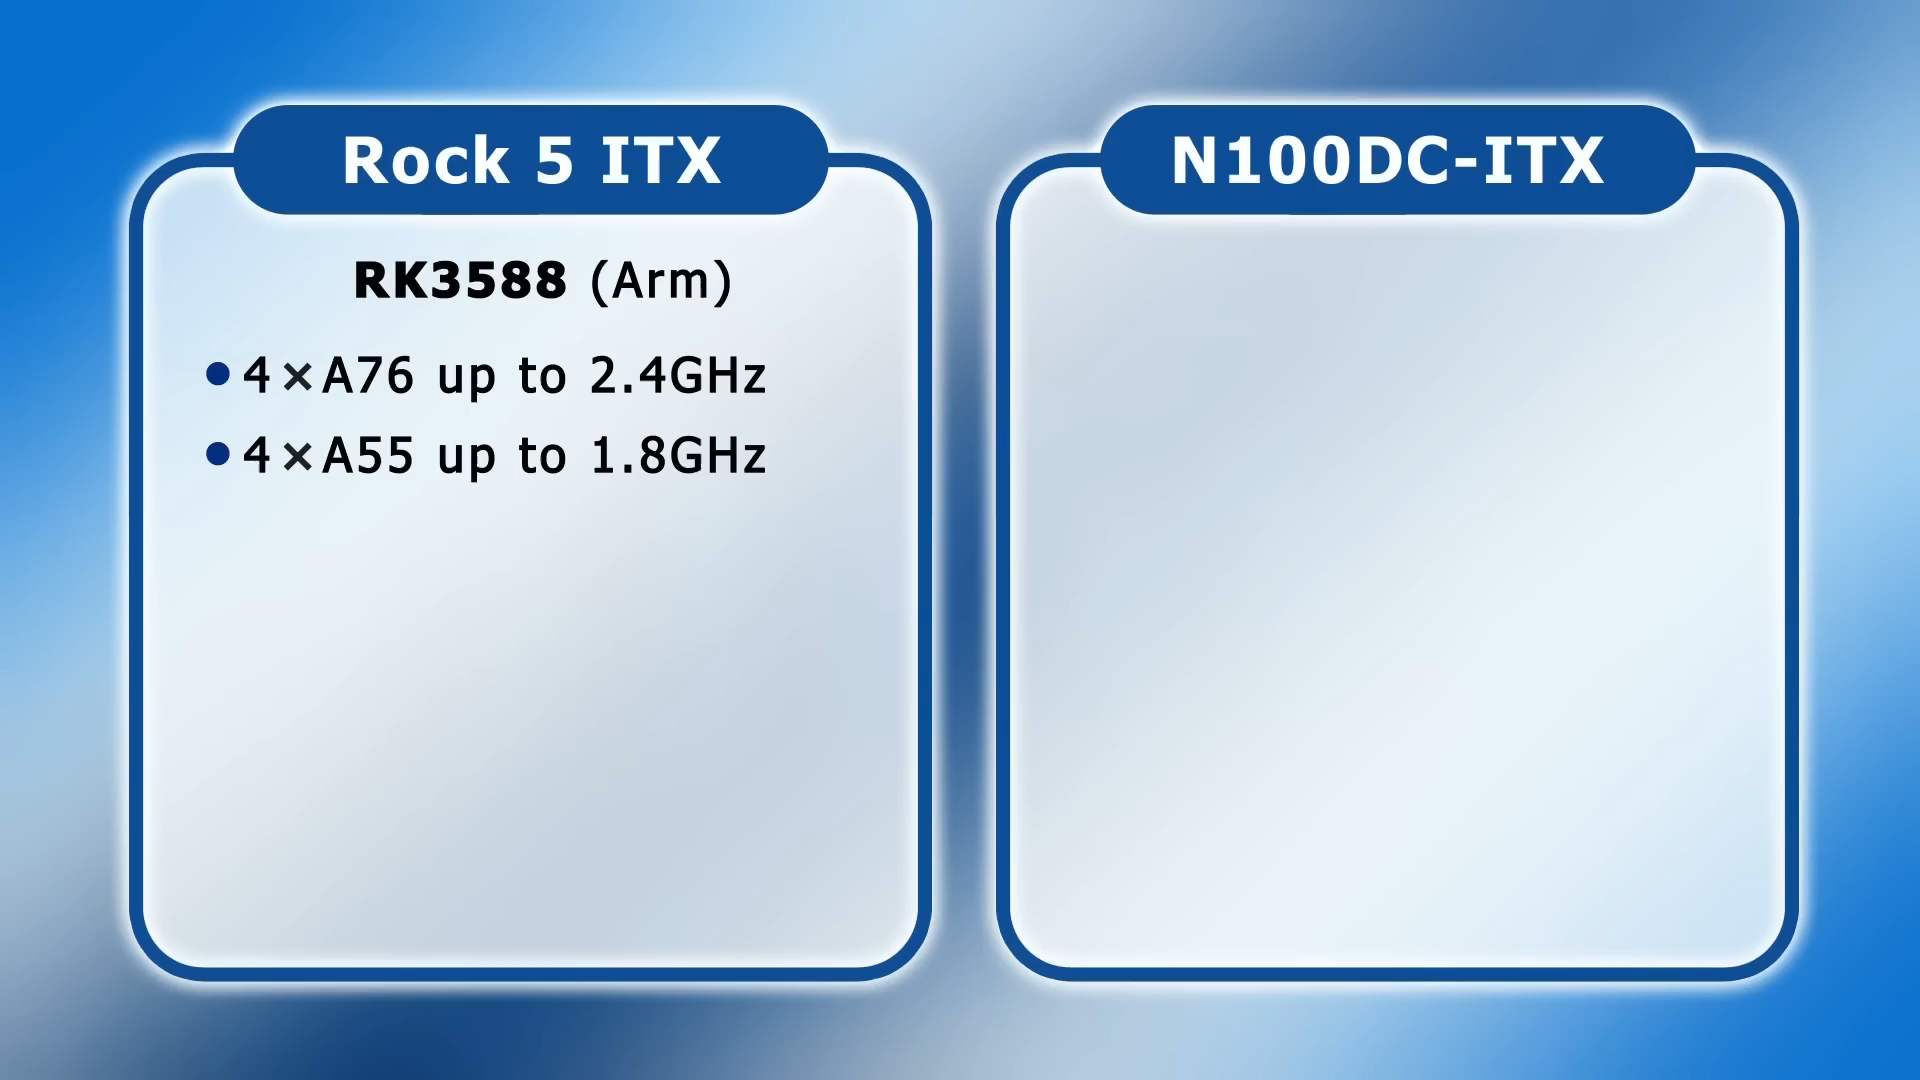 Rock 5 ITX
RK3588 (Arm)
● 4×A76 up to 2.4GHz
● 4×A55 up to 1.8GHz
N100DC-ITX